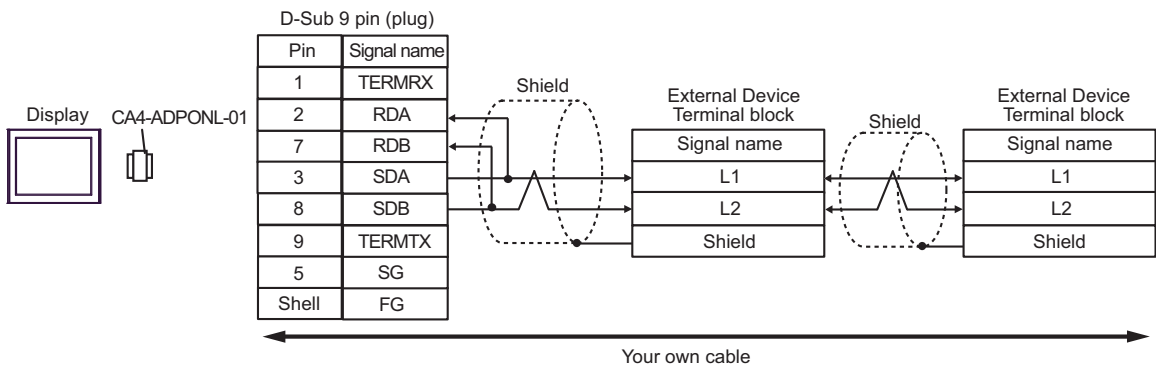 D-Sub 9 pin (plug)
Pin Signal name
1 TERMRX
2 RDA
7 RDB
3 SDA
8 SDB
9 TERMTX
5 SG
Shell FG
Display
CA4-ADPONL-01
Shield
External Device
Terminal block
Signal name
L1
L2
Shield
Shield
External Device
Terminal block
Signal name
L1
L2
Shield
Your own cable